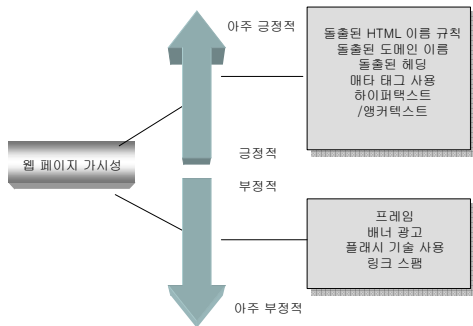 아주 긍정적
돌출된 HTML 이름 규칙
돌출된 도메인 이름
돌출된 헤딩
매타 태그 사용
하이퍼택스트
/앵커텍스트
긍정적
웹 페이지 가시성
부정적
프레임
배너 광고
플래시 기술 사용
링크 스팸
아주 부정적